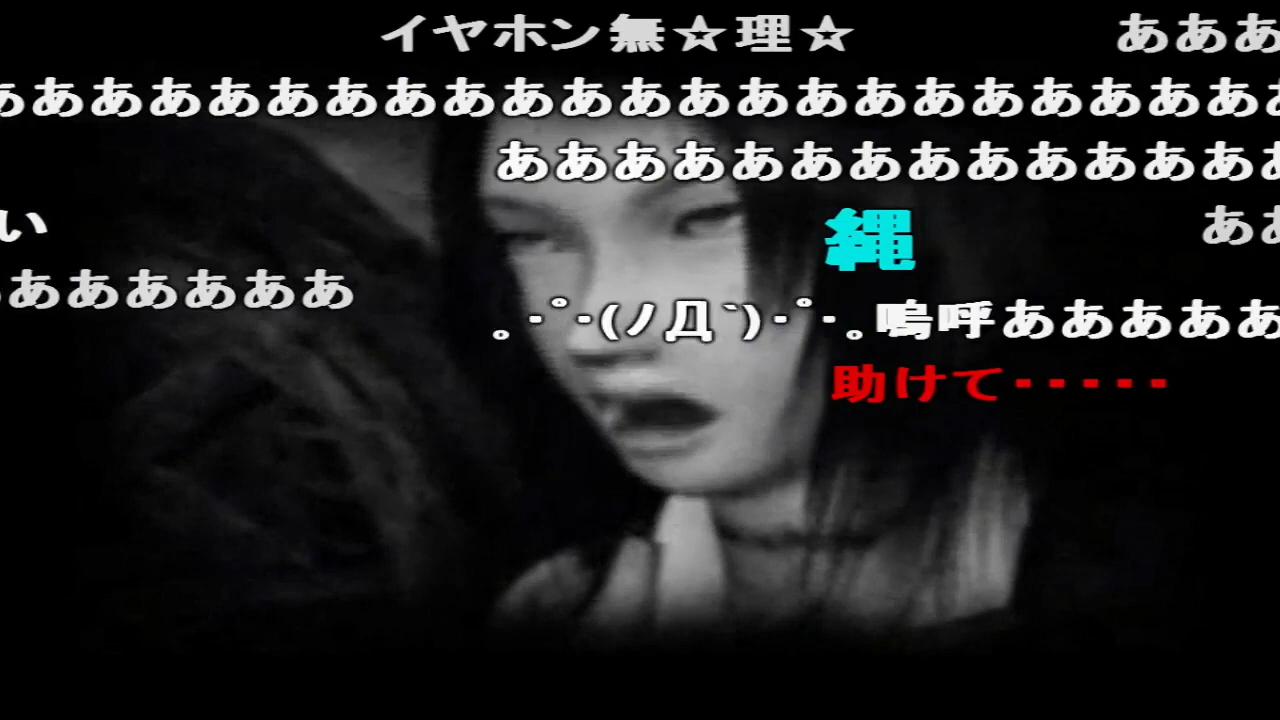 イヤホン無☆理☆ あああ
ああああああああああああああああああああああ
ああああああああああああああ
い 縄 ああ
あああああああ
。･ﾟ･(ノД`)･ﾟ･。嗚呼あああああ
助けて・・・・・